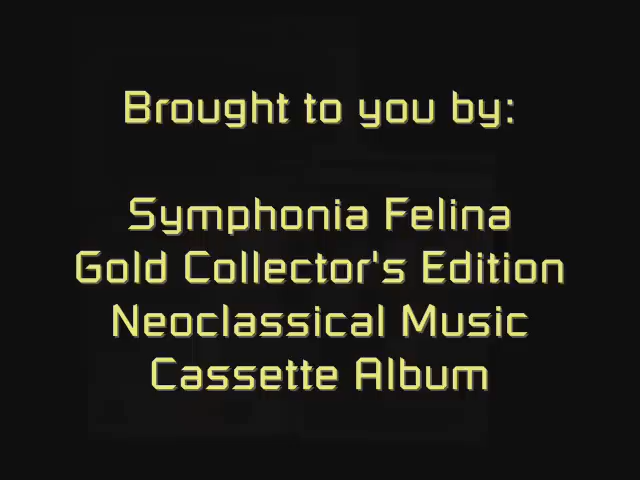 Brought to you by:
Symphonia Felina
Gold Collector's Edition
Neoclassical Music
Cassette Album